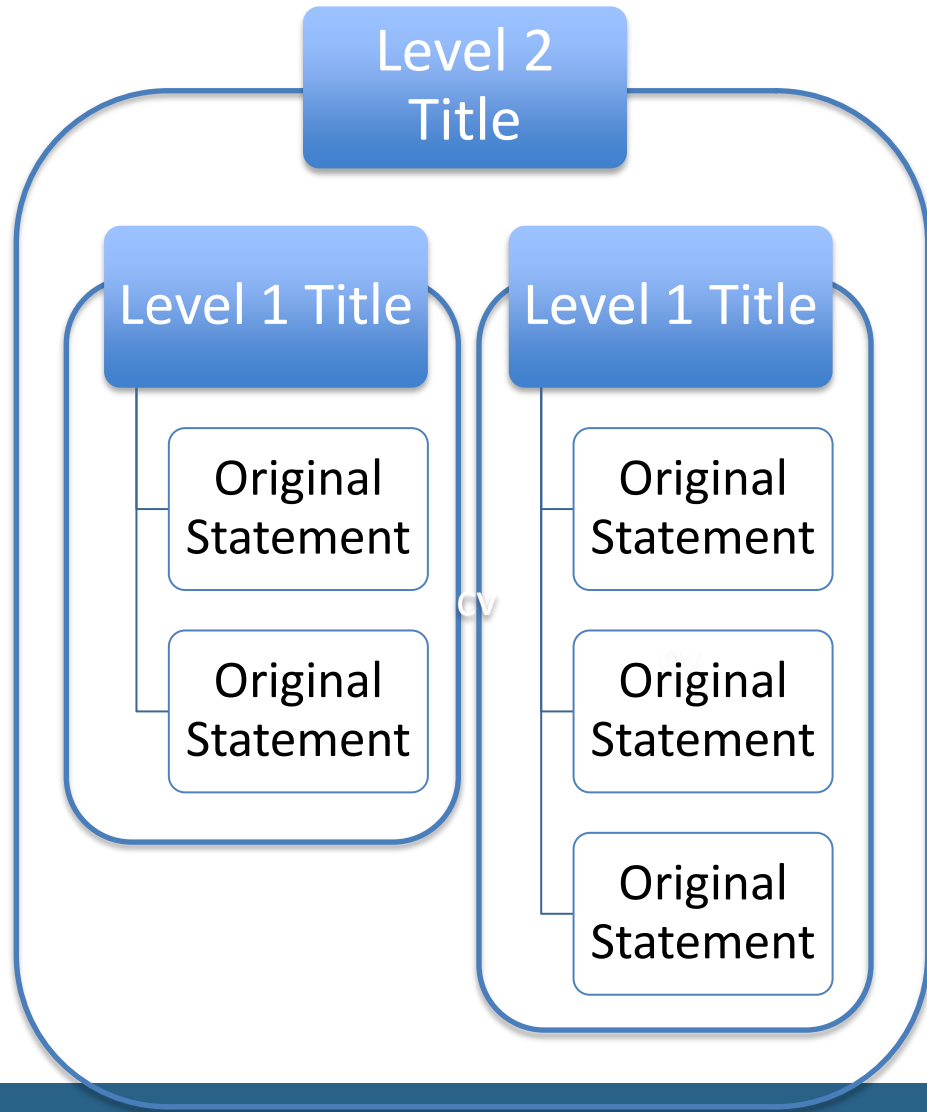 Level 2
Title
Level 1 Title
Original
Statement
Original
Statement
Level 1 Title
Original
Statement
Original
Statement
Original
Statement
cv